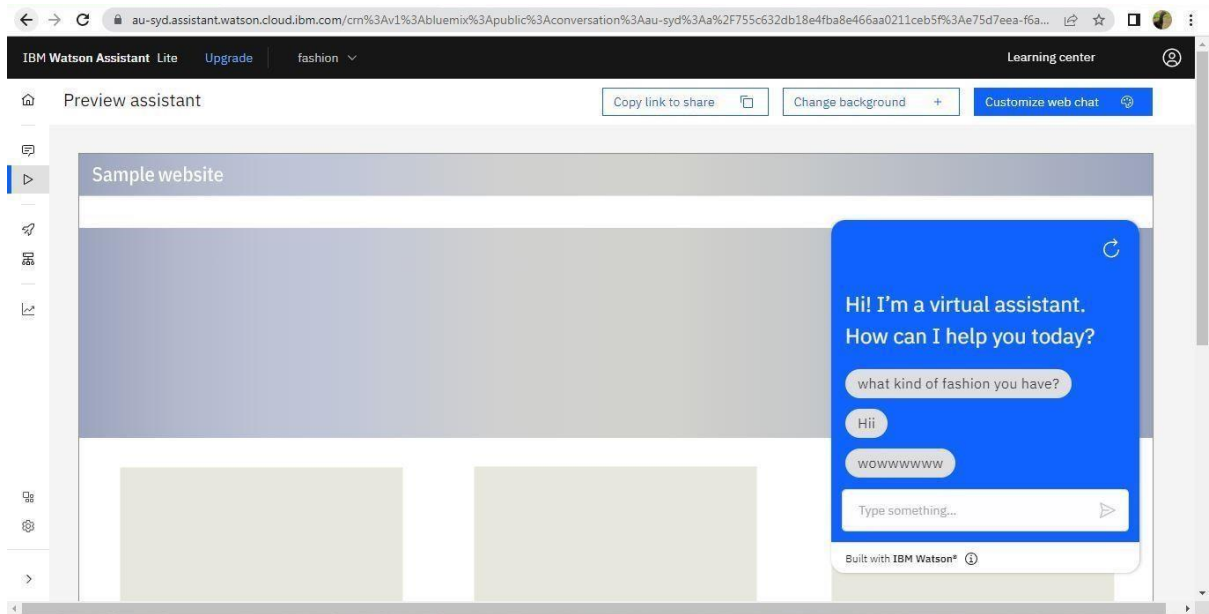 au-syd.assistant.watson.cloud.ibm.com/crn%3Av1%3Abluemix%3Apublic%3Aconversation%3Aau-syd%3Aa%2F755c632db18e4fba8e466aa0211ceb5f%3Ae75d7eea-f6a...
IBM Watson Assistant Lite Upgrade fashion Learning center
Preview assistant Copy link to share Change background + Customize web chat
Sample website
Hi! I'm a virtual assistant.
How can I help you today?
what kind of fashion you have?
Hii
wowwwwww
Type something...
Built with IBM Watson®